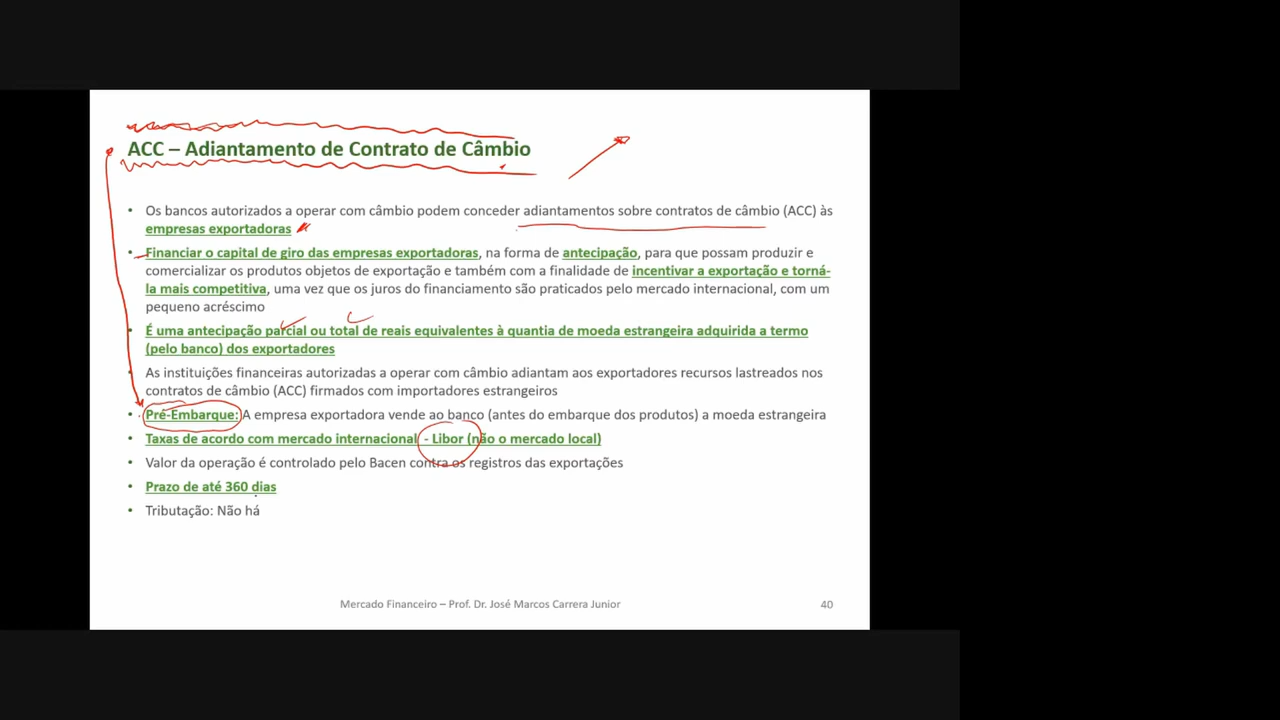 ACC – Adiantamento de Contrato de Câmbio
• Os bancos autorizados a operar com câmbio podem conceder adiantamentos sobre contratos de câmbio (ACC) às
empresas exportadoras
• Financiar o capital de giro das empresas exportadoras, na forma de antecipação, para que possam produzir e
comercializar os produtos objetos de exportação e também com a finalidade de incentivar a exportação e torná-
la mais competitiva, uma vez que os juros do financiamento são praticados pelo mercado internacional, com um
pequeno acréscimo
• É uma antecipação parcial ou total de reais equivalentes à quantia de moeda estrangeira adquirida a termo
(pelo banco) dos exportadores
• As instituições financeiras autorizadas a operar com câmbio adiantam aos exportadores recursos lastreados nos
contratos de câmbio (ACC) firmados com importadores estrangeiros
• Pré-Embarque: A empresa exportadora vende ao banco (antes do embarque dos produtos) a moeda estrangeira
• Taxas de acordo com mercado internacional - Libor (não o mercado local)
• Valor da operação é controlado pelo Bacen contra os registros das exportações
• Prazo de até 360 dias
• Tributação: Não há
Mercado Financeiro – Prof. Dr. José Marcos Carrera Junior
40